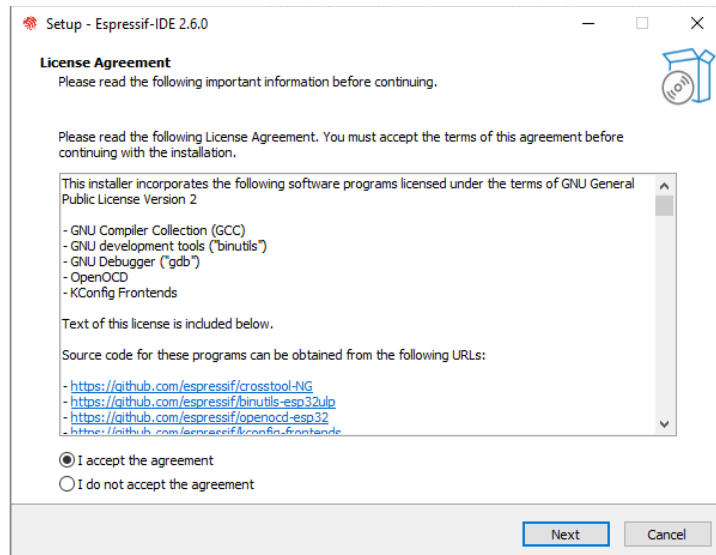 Setup - Espressif-IDE 2.6.0
License Agreement
Please read the following important information before continuing.
Please read the following License Agreement. You must accept the terms of this agreement before
continuing with the installation.
This installer incorporates the following software programs licensed under the terms of GNU General
Public License Version 2
- GNU Compiler Collection (GCC)
- GNU development tools ("binutils")
- GNU Debugger ("gdb")
- OpenOCD
- KConfig Frontends
Text of this license is included below.
Source code for these programs can be obtained from the following URLs:
- https://github.com/espressif/crosstool-NG
- https://github.com/espressif/binutils-esp32ulp
- https://github.com/espressif/openocd-esp32
- https://github.com/espressif/kconfig-frontends
I accept the agreement
I do not accept the agreement
Next
Cancel